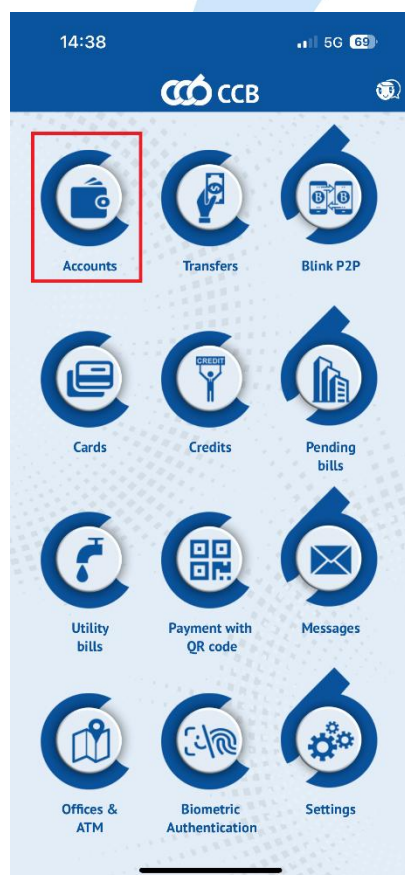 14:38 5G 69
CCB
Accounts Transfers Blink P2P
CREDIT
Cards Credits Pending
bills
Utility Payment with Messages
bills QR code
Offices & Biometric Settings
ATM Authentication